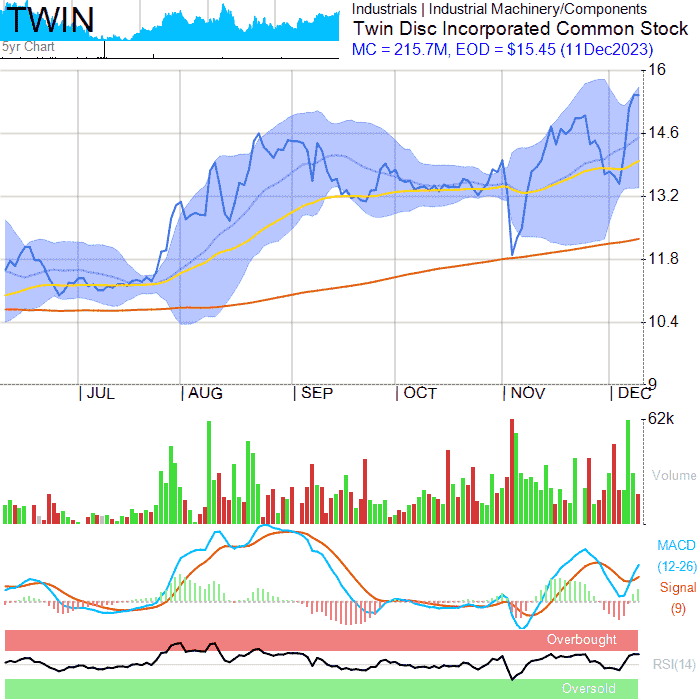 TWIN
5yr Chart
Industrials | Industrial Machinery/Components
Twin Disc Incorporated Common Stock
MC = 215.7M, EOD = $15.45 (11Dec2023)
16
14.6
13.2
11.8
10.4
9
JUL AUG SEP OCT NOV DEC
62k
Volume
MACD
(12-26)
Signal
(9)
Overbought
RSI(14)
Oversold